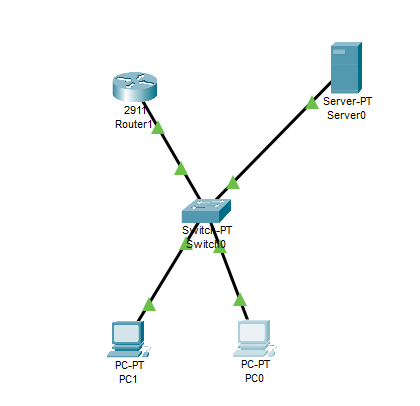 2911
Router1
Server-PT
Server0
Switch-PT
Switch0
PC-PT
PC1
PC-PT
PC0